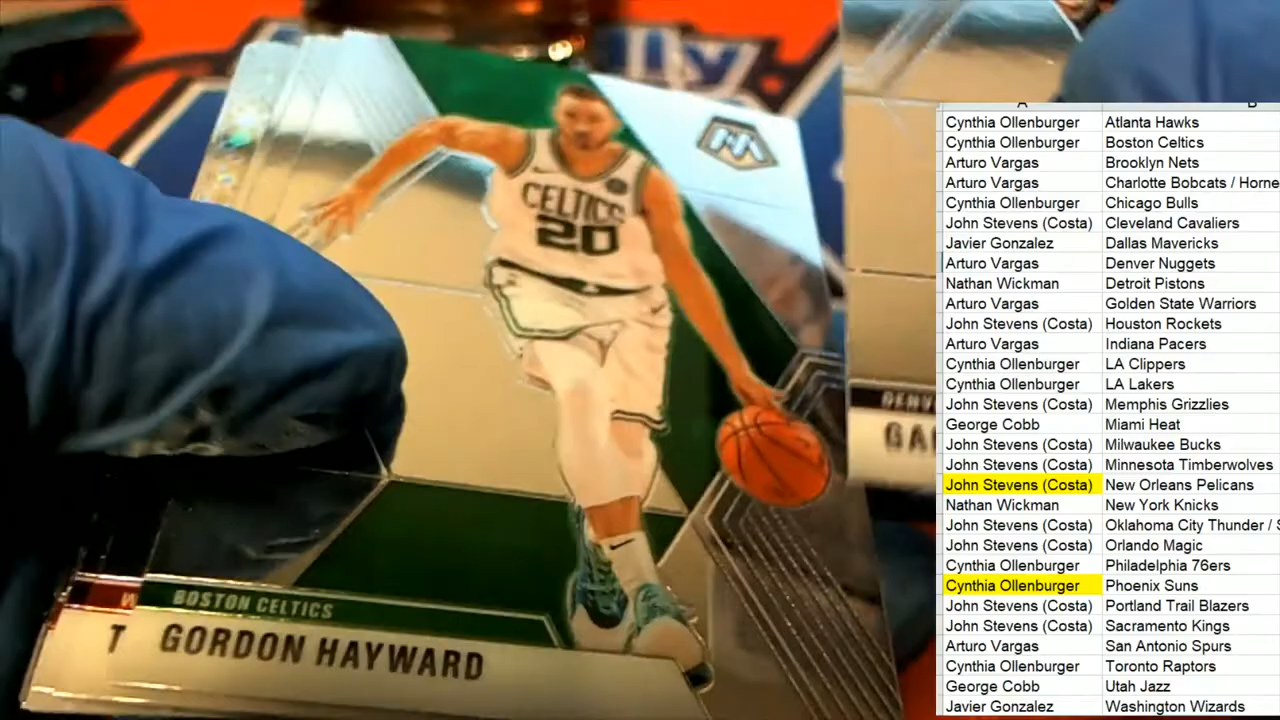 CELTICS
20
BOSTON CELTICS
GORDON HAYWARD
W
T
A B
Cynthia Ollenburger Atlanta Hawks
Cynthia Ollenburger Boston Celtics
Arturo Vargas Brooklyn Nets
Arturo Vargas Charlotte Bobcats / Horne
Cynthia Ollenburger Chicago Bulls
John Stevens (Costa) Cleveland Cavaliers
Javier Gonzalez Dallas Mavericks
Arturo Vargas Denver Nuggets
Nathan Wickman Detroit Pistons
Arturo Vargas Golden State Warriors
John Stevens (Costa) Houston Rockets
Arturo Vargas Indiana Pacers
Cynthia Ollenburger LA Clippers
Cynthia Ollenburger LA Lakers
John Stevens (Costa) Memphis Grizzlies
George Cobb Miami Heat
John Stevens (Costa) Milwaukee Bucks
John Stevens (Costa) Minnesota Timberwolves
John Stevens (Costa) New Orleans Pelicans
Nathan Wickman New York Knicks
John Stevens (Costa) Oklahoma City Thunder / S
John Stevens (Costa) Orlando Magic
Cynthia Ollenburger Philadelphia 76ers
Cynthia Ollenburger Phoenix Suns
John Stevens (Costa) Portland Trail Blazers
John Stevens (Costa) Sacramento Kings
Arturo Vargas San Antonio Spurs
Cynthia Ollenburger Toronto Raptors
George Cobb Utah Jazz
Javier Gonzalez Washington Wizards